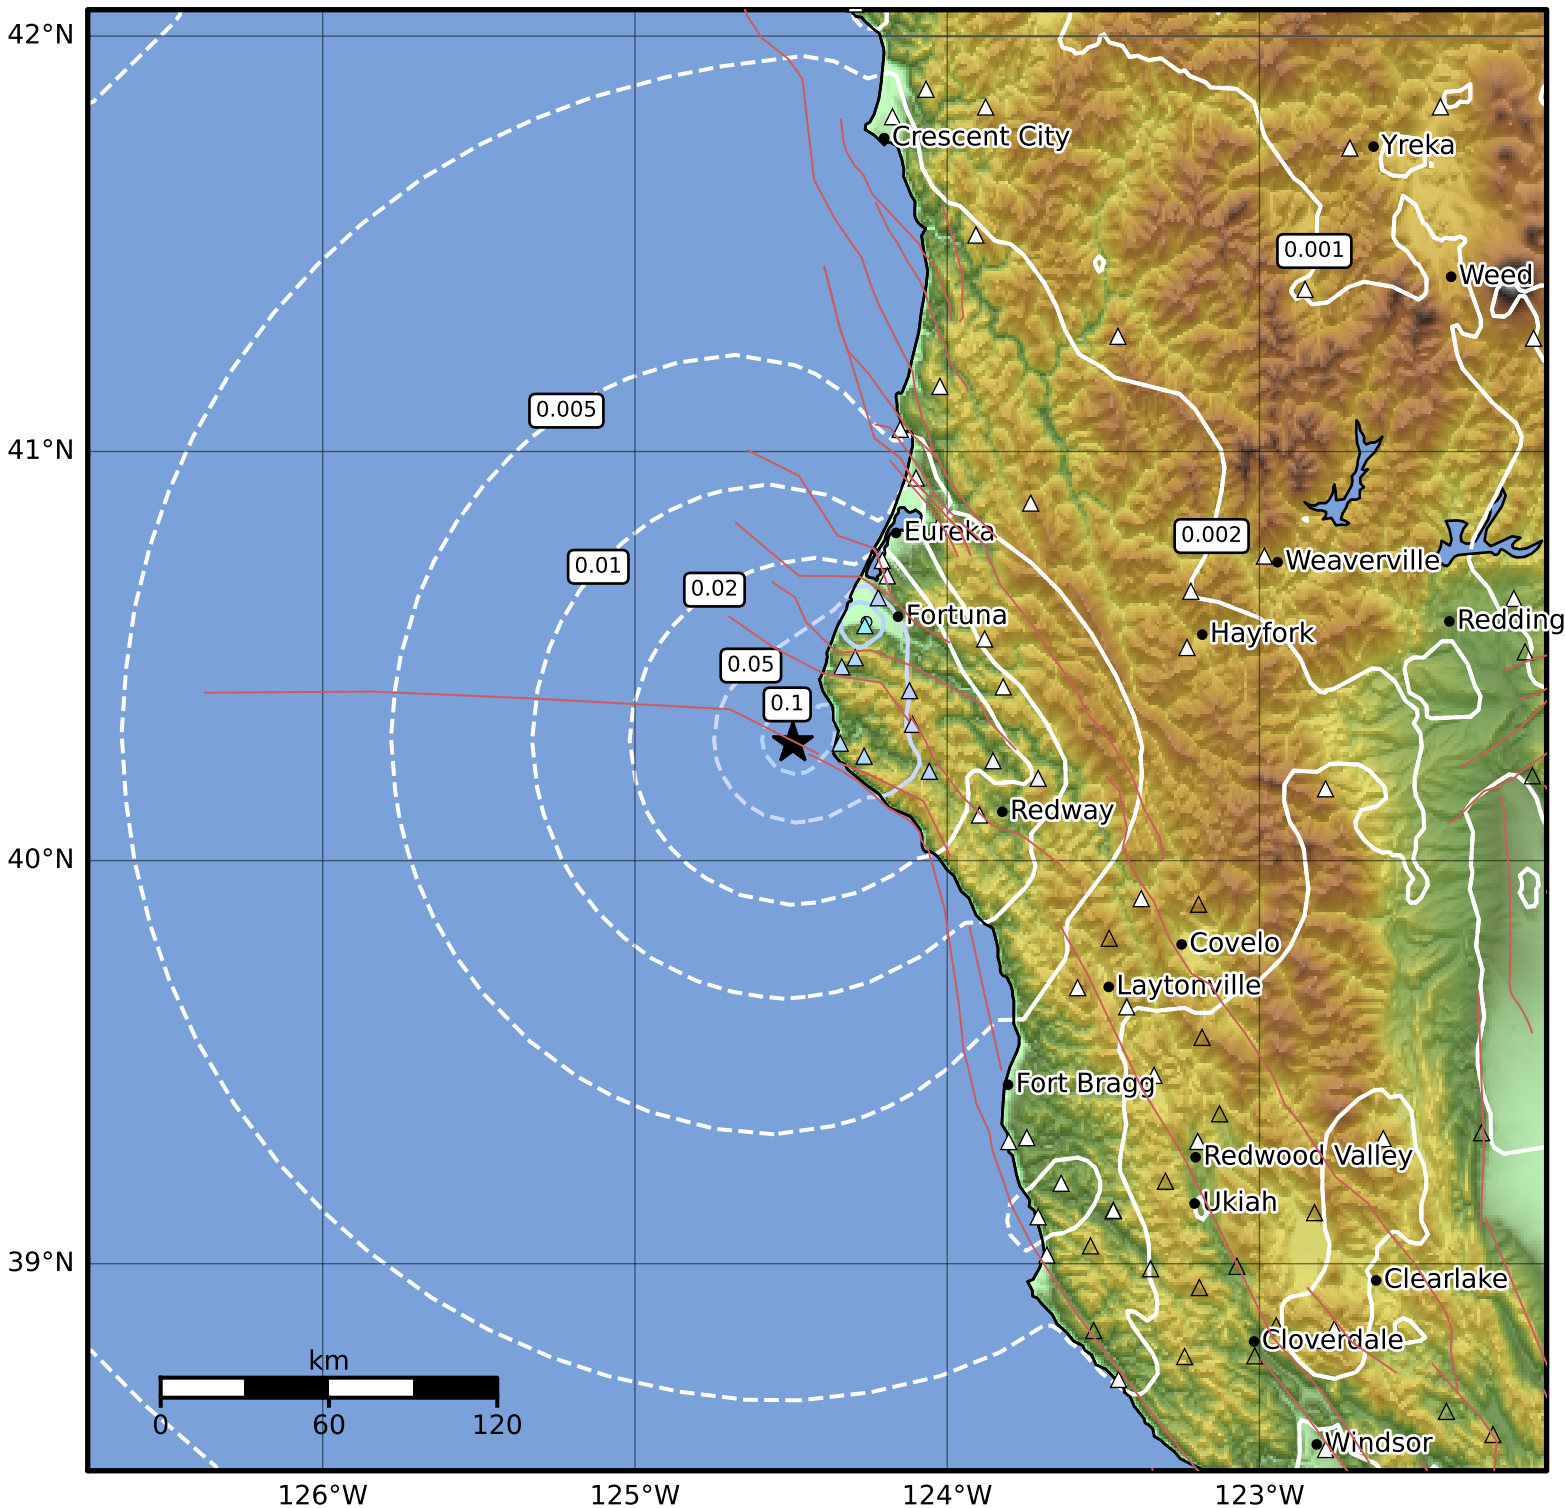 42°N
Crescent City
Yreka
0.001
Weed
0.005
41°N
Eureka
0.002
Weaverville
0.01
0.02
Fortuna
Hayfork
Redding
0.05
0.1
Redway
40°N
Covelo
Laytonville
Fort Bragg
Redwood Valley
Ukiah
39°N
Clearlake
Cloverdale
km
0 60 120
Windsor
126°W 125°W 124°W 123°W